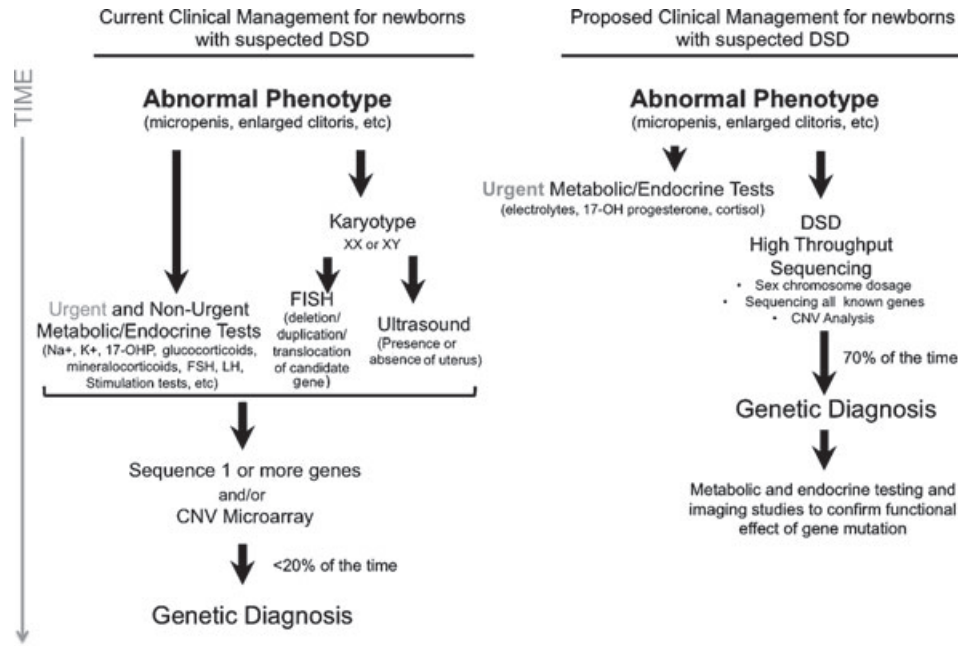 Current Clinical Management for newborns
with suspected DSD
TIME
Abnormal Phenotype
(micropenis, enlarged clitoris, etc)
Karyotype
XX or XY
Urgent and Non-Urgent
Metabolic/Endocrine Tests
(Na+, K+, 17-OHP, glucocorticoids,
mineralocorticoids, FSH, LH,
Stimulation tests, etc)
FISH
(deletion/
duplication/
translocation
of candidate
gene)
Ultrasound
(Presence or
absence of uterus)
Sequence 1 or more genes
and/or
CNV Microarray
<20% of the time
Genetic Diagnosis
Proposed Clinical Management for newborns
with suspected DSD
Abnormal Phenotype
(micropenis, enlarged clitoris, etc)
Urgent Metabolic/Endocrine Tests
(electrolytes, 17-OH progesterone, cortisol)
DSD
High Throughput
Sequencing
• Sex chromosome dosage
• Sequencing all known genes
• CNV Analysis
70% of the time
Genetic Diagnosis
Metabolic and endocrine testing and
imaging studies to confirm functional
effect of gene mutation